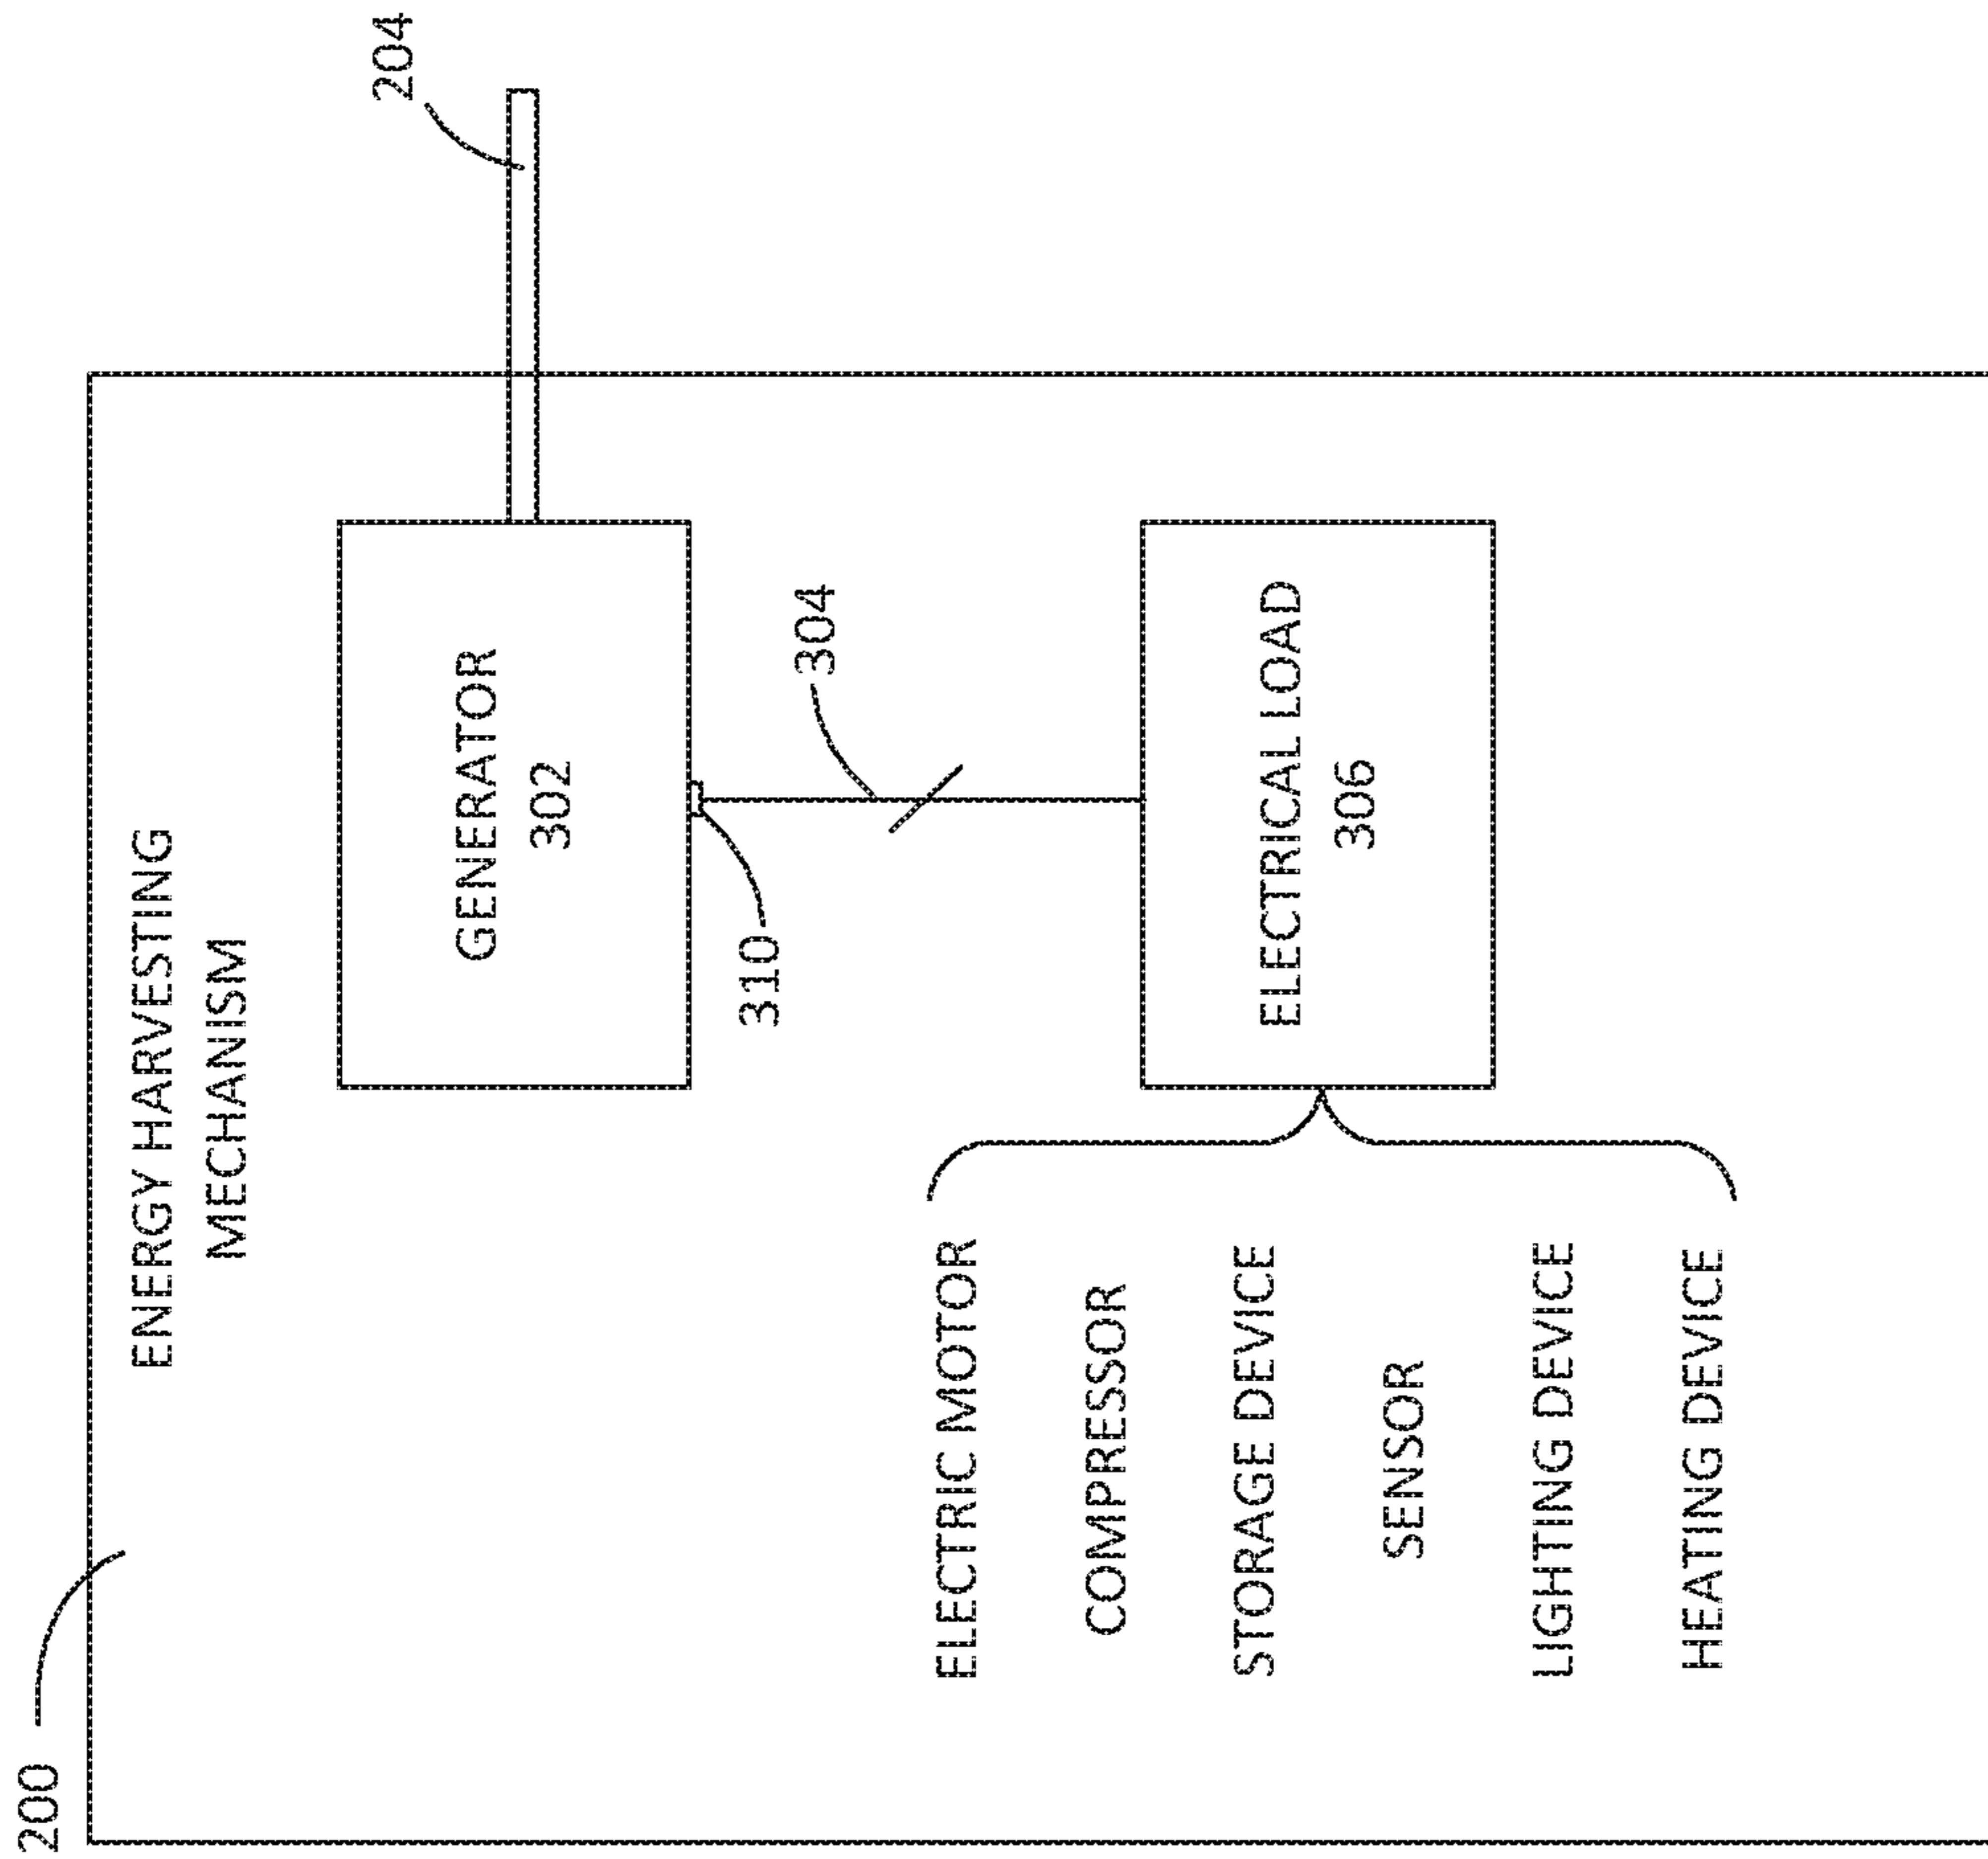 200
204
ENERGY HARVESTING
MECHANISM
GENERATOR
302
310
304
ELECTRIC MOTOR
COMPRESSOR
STORAGE DEVICE
SENSOR
LIGHTING DEVICE
HEATING DEVICE
ELECTRICAL LOAD
306